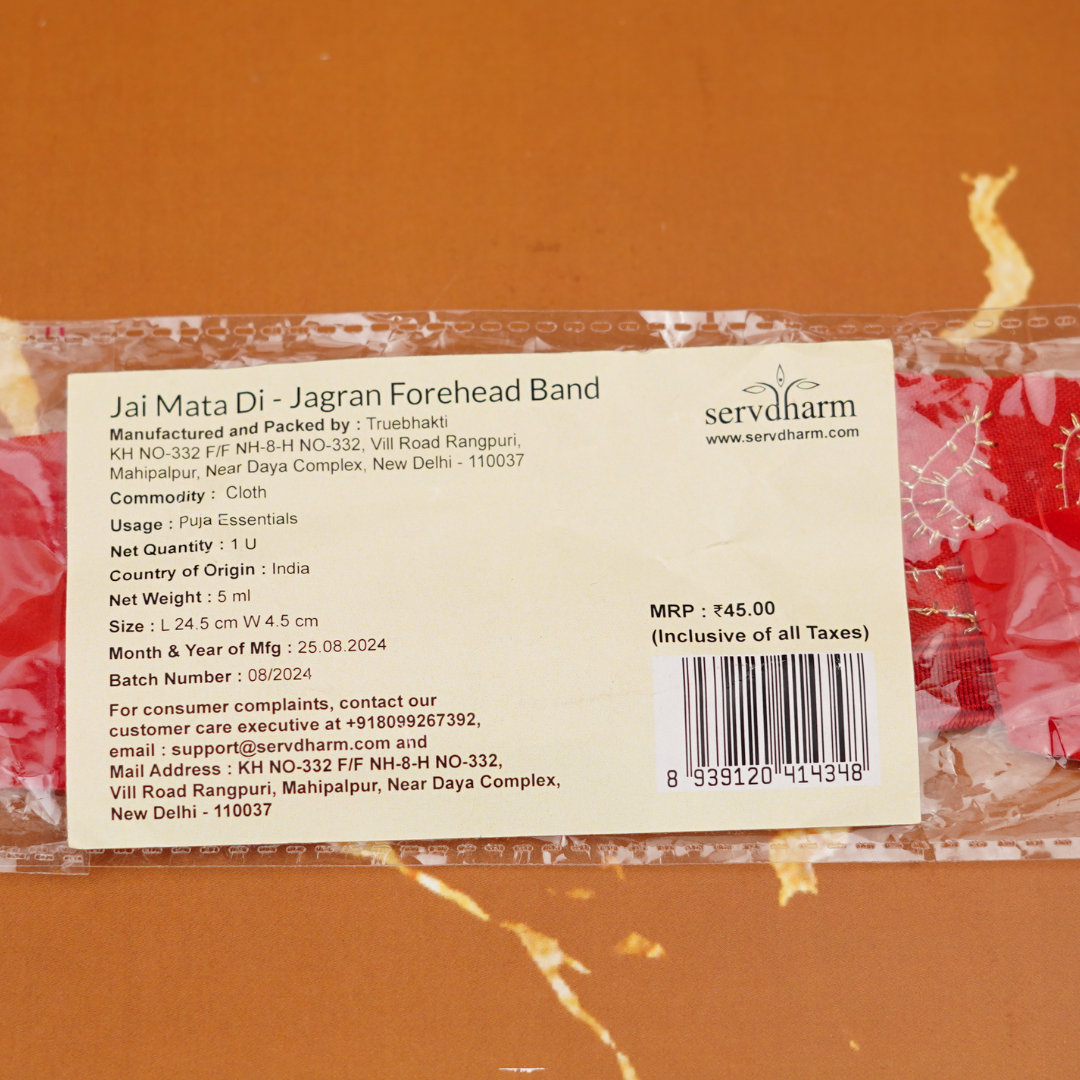 Jai Mata Di - Jagran Forehead Band
Manufactured and Packed by : Truebhakti
KH NO-332 F/F NH-8-H NO-332, Vill Road Rangpuri,
Mahipalpur, Near Daya Complex, New Delhi - 110037
Commodity : Cloth
Usage : Puja Essentials
Net Quantity : 1 U
Country of Origin : India
Net Weight : 5 ml
Size : L 24.5 cm W 4.5 cm
Month & Year of Mfg : 25.08.2024
Batch Number : 08/2024
For consumer complaints, contact our
customer care executive at +918099267392,
email : support@servdharm.com and
Mail Address : KH NO-332 F/F NH-8-H NO-332,
Vill Road Rangpuri, Mahipalpur, Near Daya Complex,
New Delhi - 110037
servdharm
www.servdharm.com
MRP : ₹45.00
(Inclusive of all Taxes)
8 939120 414348